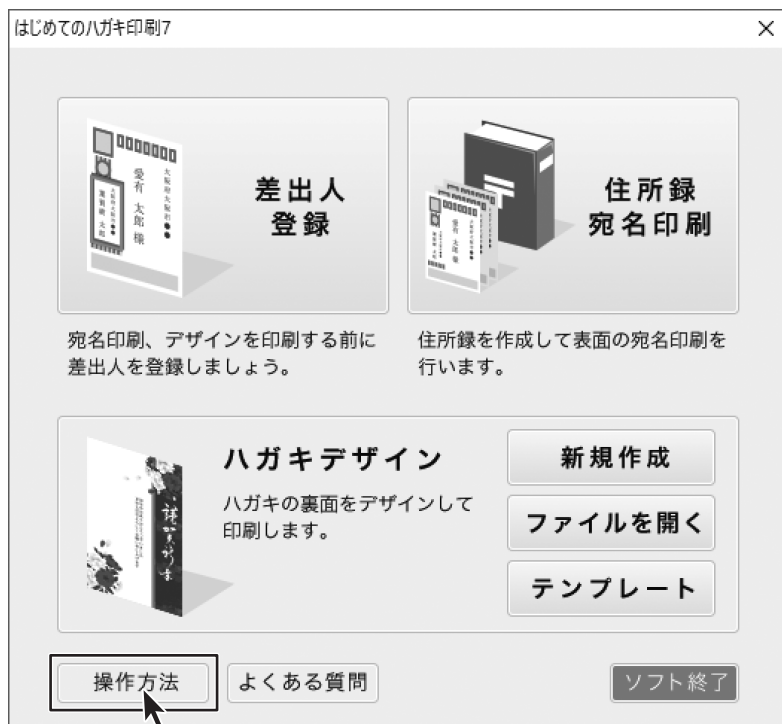 はじめてのハガキ印刷7
差出人
登録
住所録
宛名印刷
愛有 太郎 様
宛名印刷、デザインを印刷する前に
差出人を登録しましょう。
住所録を作成して表面の宛名印刷を
行います。
ハガキデザイン
ハガキの裏面をデザインして
印刷します。
新規作成
ファイルを開く
テンプレート
操作方法
よくある質問
ソフト終了